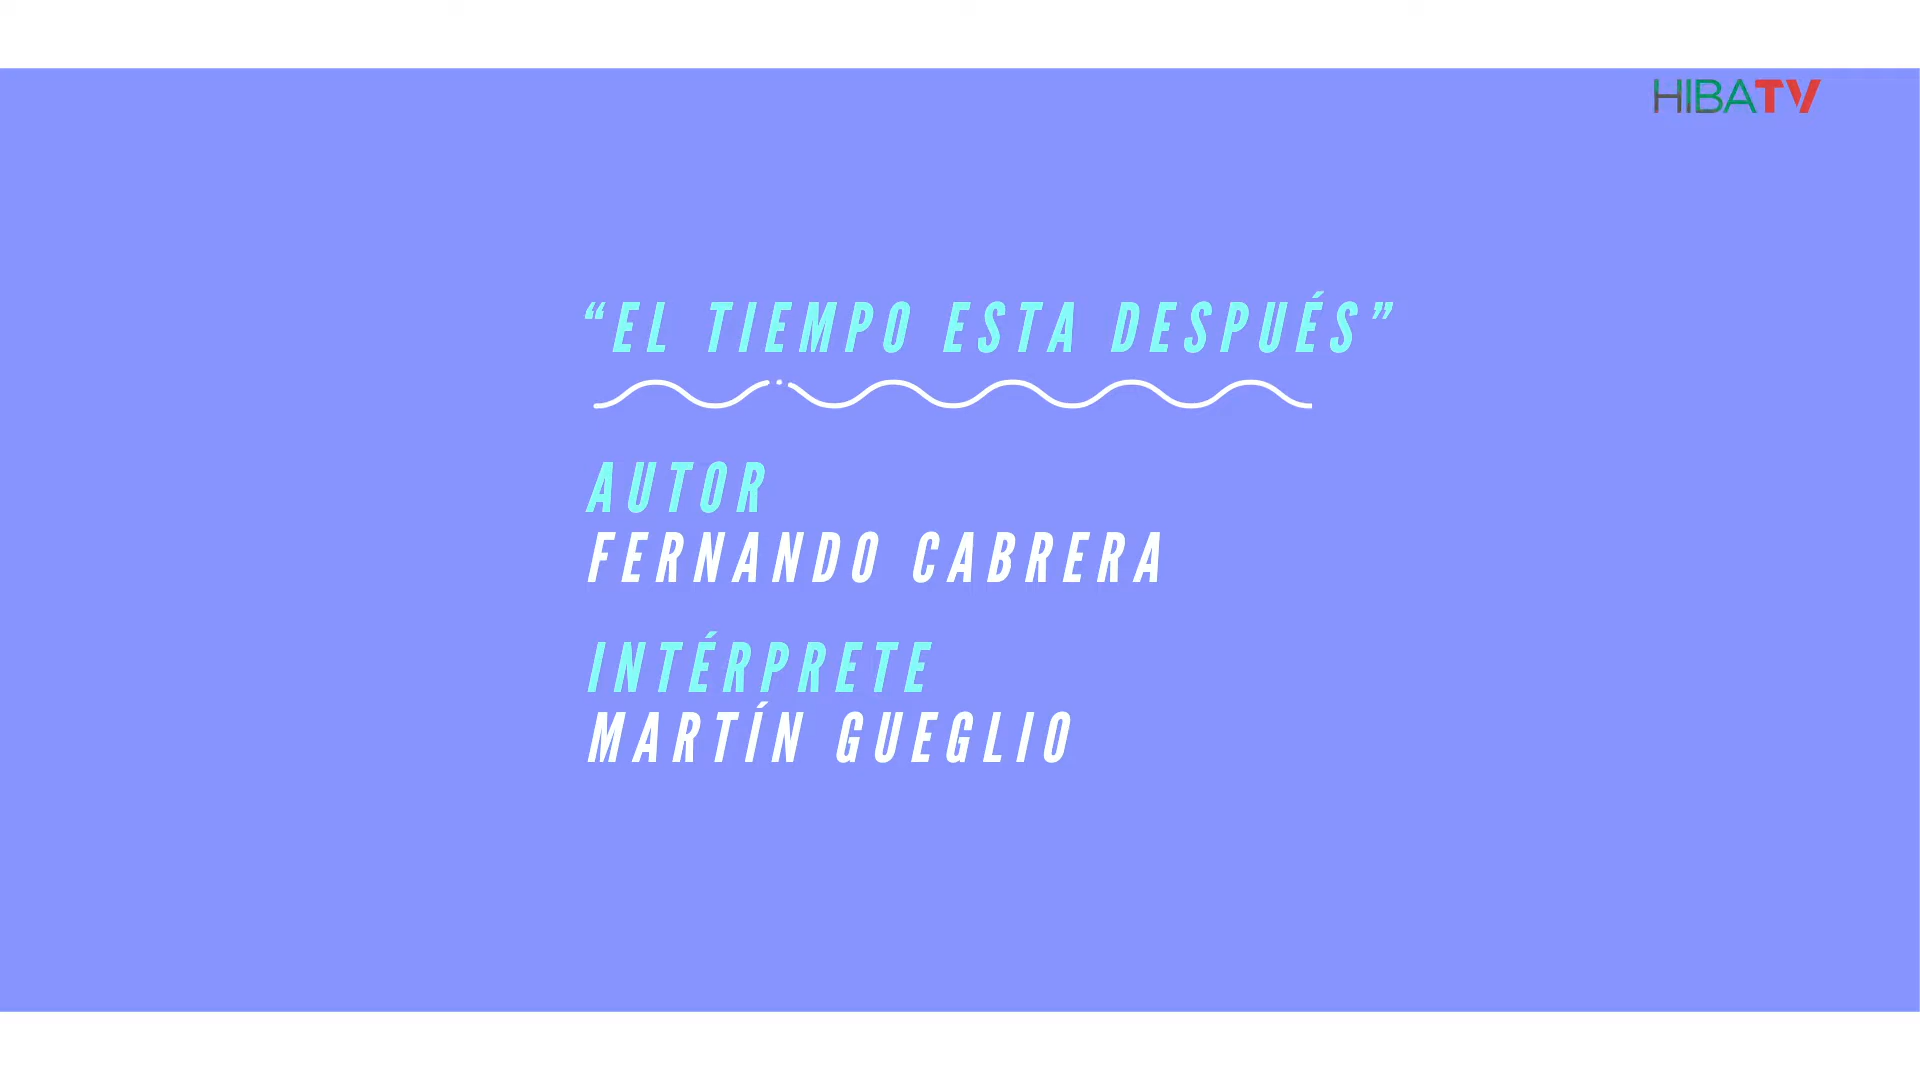 HIBATV
“EL TIEMPO ESTA DESPUÉS”
AUTOR
FERNANDO CABRERA
INTÉRPRETE
MARTÍN GUEGLIO